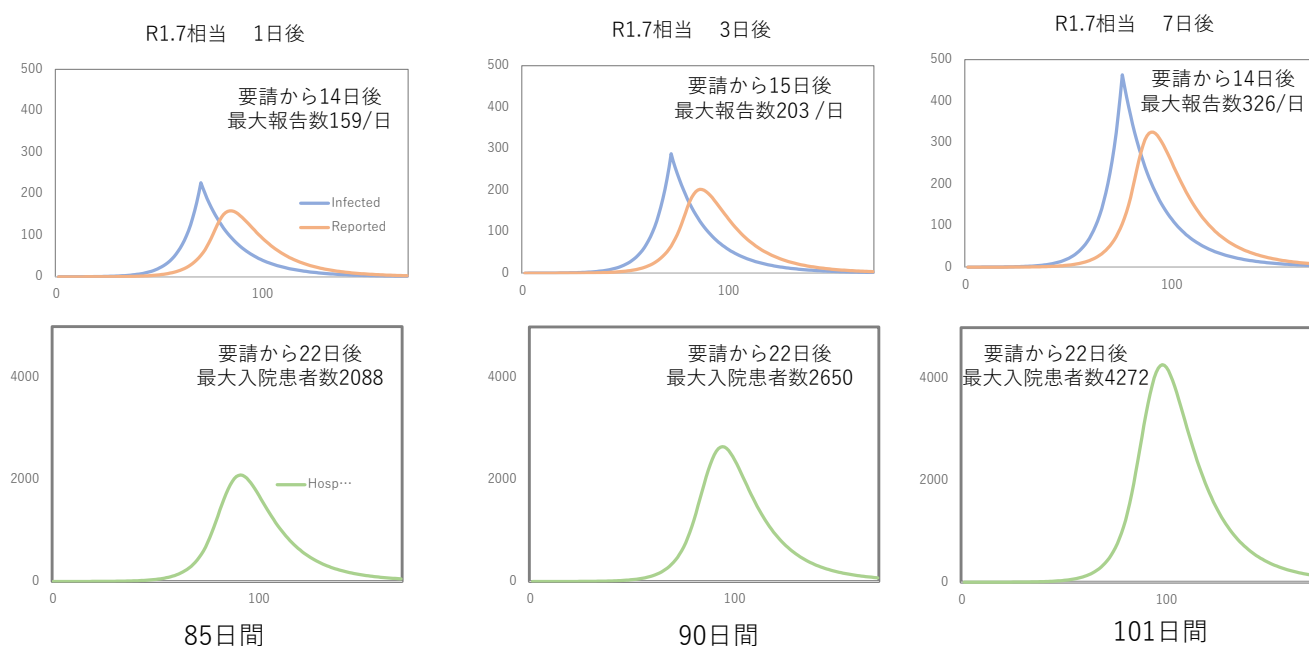 R1.7相当 1日後
500
400
300
200
100
0
0
100
要請から14日後
最大報告数159/日
Infected
Reported
R1.7相当 3日後
500
400
300
200
100
0
0
100
要請から15日後
最大報告数203 /日
R1.7相当 7日後
500
400
300
200
100
0
0
100
要請から14日後
最大報告数326/日
4000
2000
0
0
100
要請から22日後
最大入院患者数2088
Hosp…
85日間
4000
2000
0
0
100
要請から22日後
最大入院患者数2650
90日間
4000
2000
0
0
100
要請から22日後
最大入院患者数4272
101日間